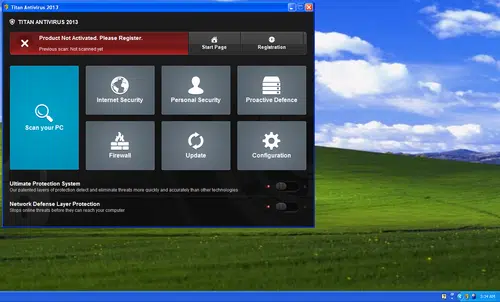 Titan Antivirus 2013
TITAN ANTIVIRUS 2013
Product Not Activated. Please Register.
Previous scan: Not scanned yet
Start Page
Registration
Scan your PC
Internet Security
Personal Security
Proactive Defence
Firewall
Update
Configuration
Ultimate Protection System
Our patented layers of protection detect and eliminate threats more quickly and accurately than other technologies
Network Defense Layer Protection
Stops online threats before they can reach your computer